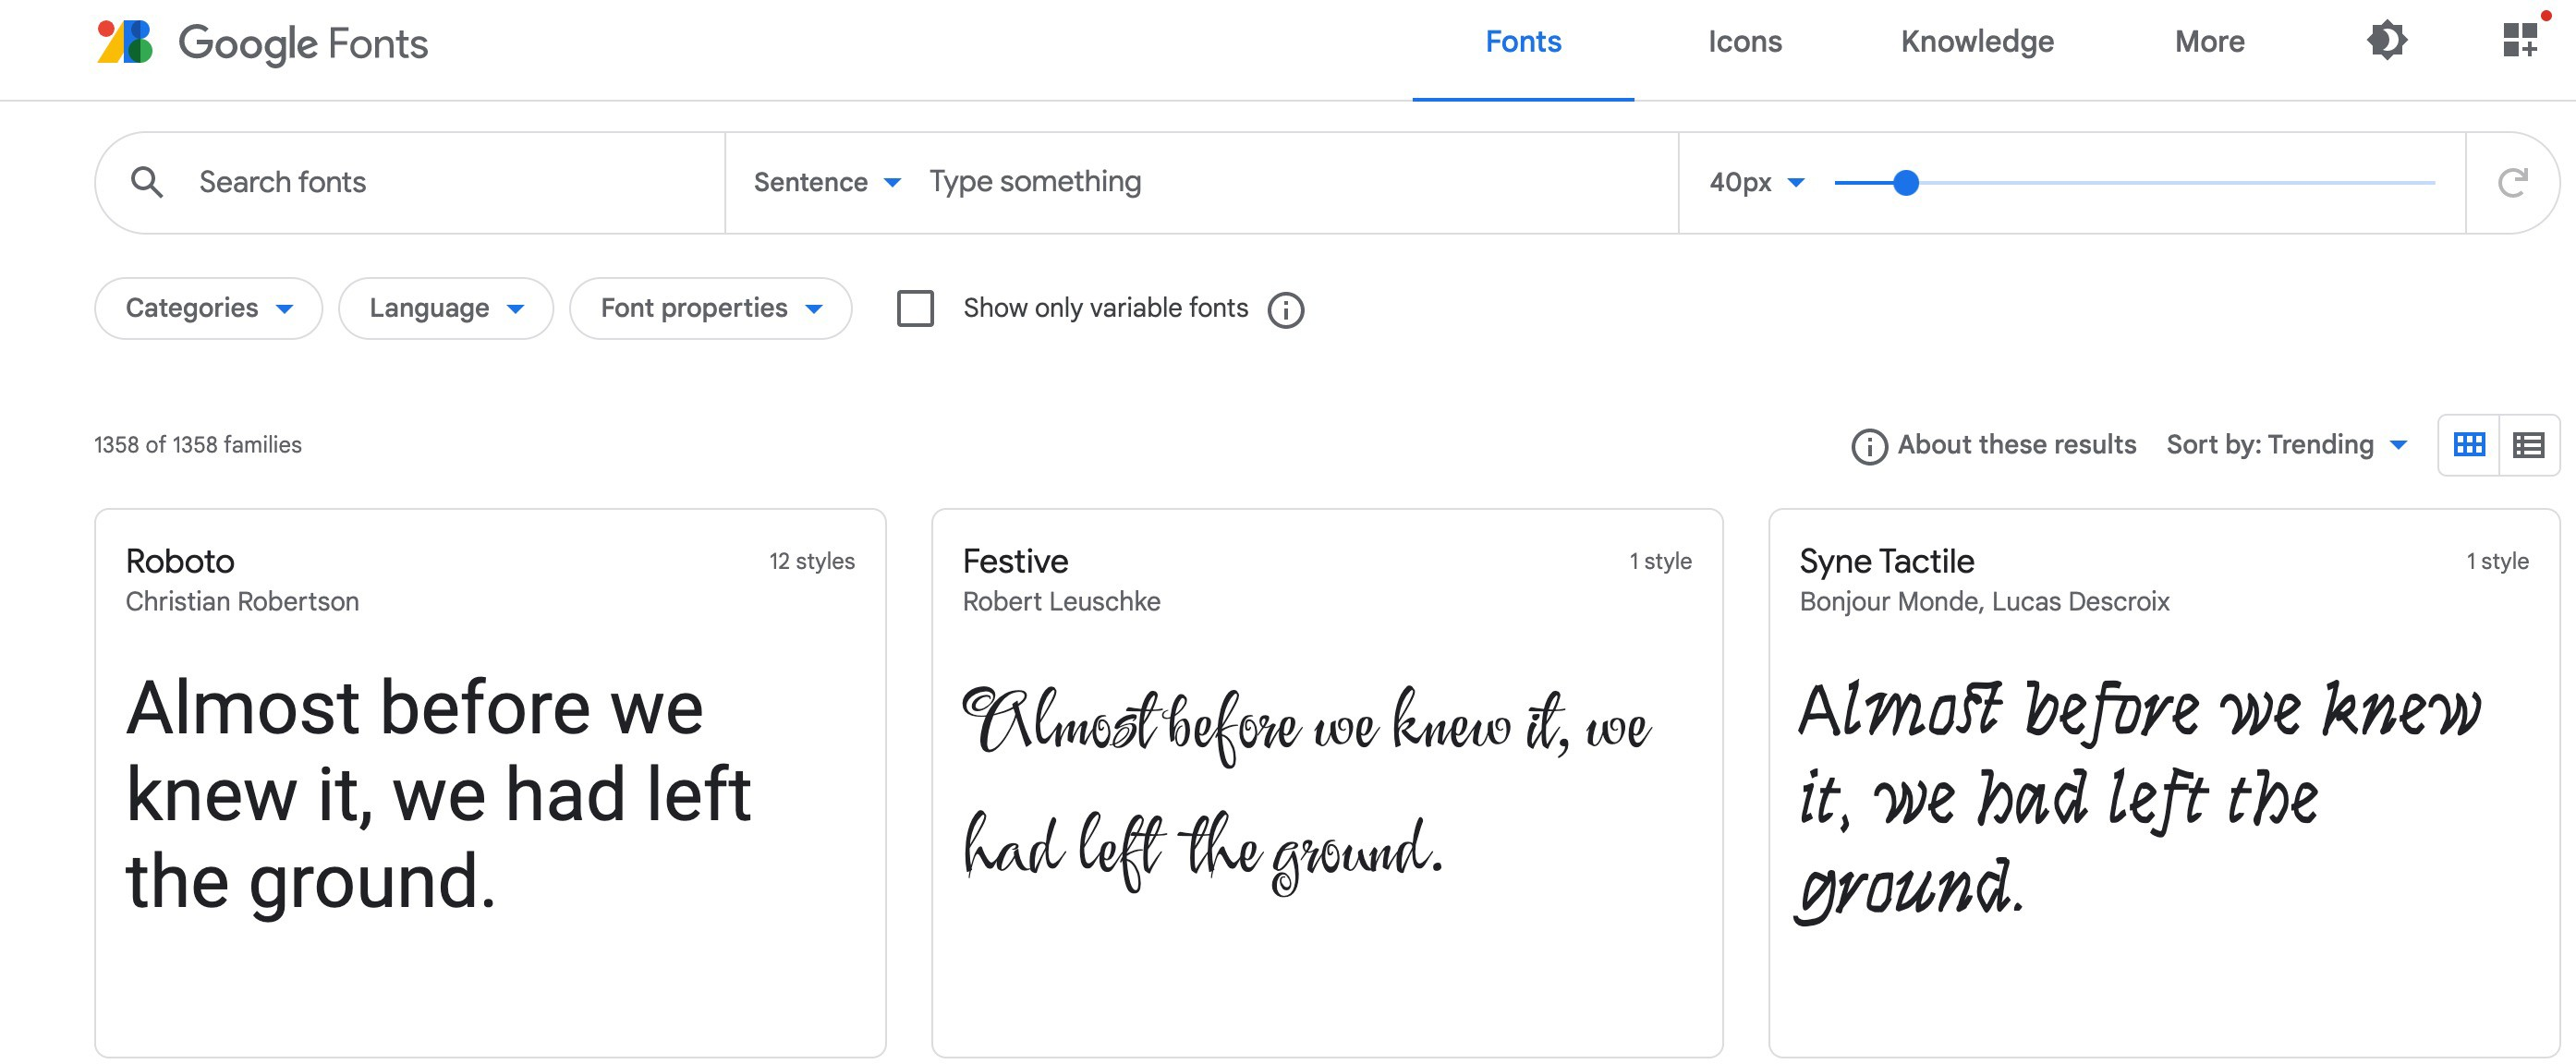 Google Fonts
Fonts
Icons
Knowledge
More
Search fonts
Sentence
Type something
40px
Categories
Language
Font properties
Show only variable fonts
1358 of 1358 families
About these results
Sort by: Trending
Roboto
12 styles
Christian Robertson
Almost before we
knew it, we had left
the ground.
Festive
1 style
Robert Leuschke
Almost before we knew it, we
had left the ground.
Syne Tactile
1 style
Bonjour Monde, Lucas Descroix
Almost before we knew
it, we had left the
ground.